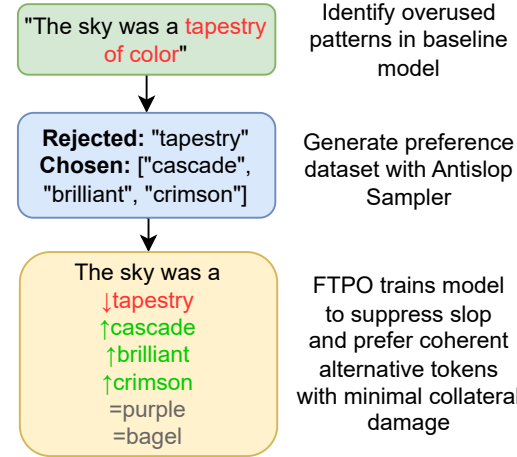 "The sky was a tapestry
of color"
Identify overused
patterns in baseline
model
Rejected: "tapestry"
Chosen: ["cascade",
"brilliant", "crimson"]
Generate preference
dataset with Antislop
Sampler
The sky was a
↓tapestry
↑cascade
↑brilliant
↑crimson
=purple
=bagel
FTPO trains model
to suppress slop
and prefer coherent
alternative tokens
with minimal collateral
damage